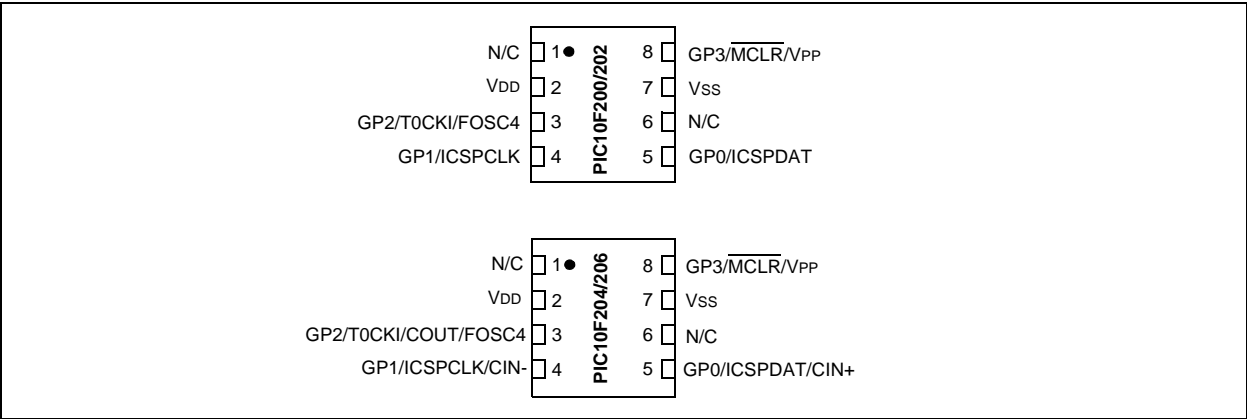 N/C 1 8 GP3/MCLR/VPP
VDD 2 7 VSS
GP2/T0CKI/FOSC4 3 6 N/C
GP1/ICSPCLK 4 5 GP0/ICSPDAT
PIC10F200/202
N/C 1 8 GP3/MCLR/VPP
VDD 2 7 VSS
GP2/T0CKI/COUT/FOSC4 3 6 N/C
GP1/ICSPCLK/CIN- 4 5 GP0/ICSPDAT/CIN+
PIC10F204/206